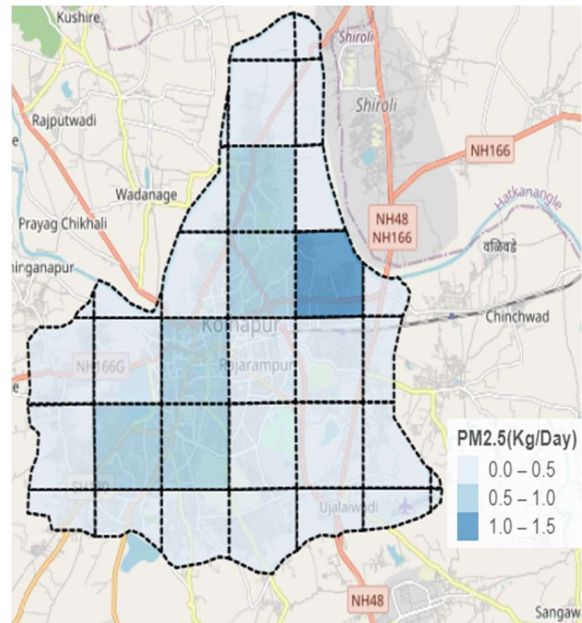 Kushire
Shiroli
Shiroli
Rajputwadi
NH166
Wadanage
Hatkanangle
Prayag Chikhali
NH48
NH166
वळिवडे
hinganapur
Kolhapur
Chinchwad
NH166G
Rajarampur
PM2.5(Kg/Day)
0.0 – 0.5
0.5 – 1.0
1.0 – 1.5
Ujalaiwadi
NH48
Sangaw